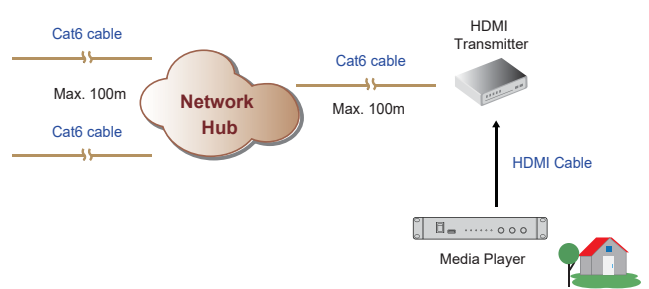 Cat6 cable
Max. 100m
Cat6 cable
Network
Hub
Cat6 cable
Max. 100m
HDMI
Transmitter
HDMI Cable
Media Player